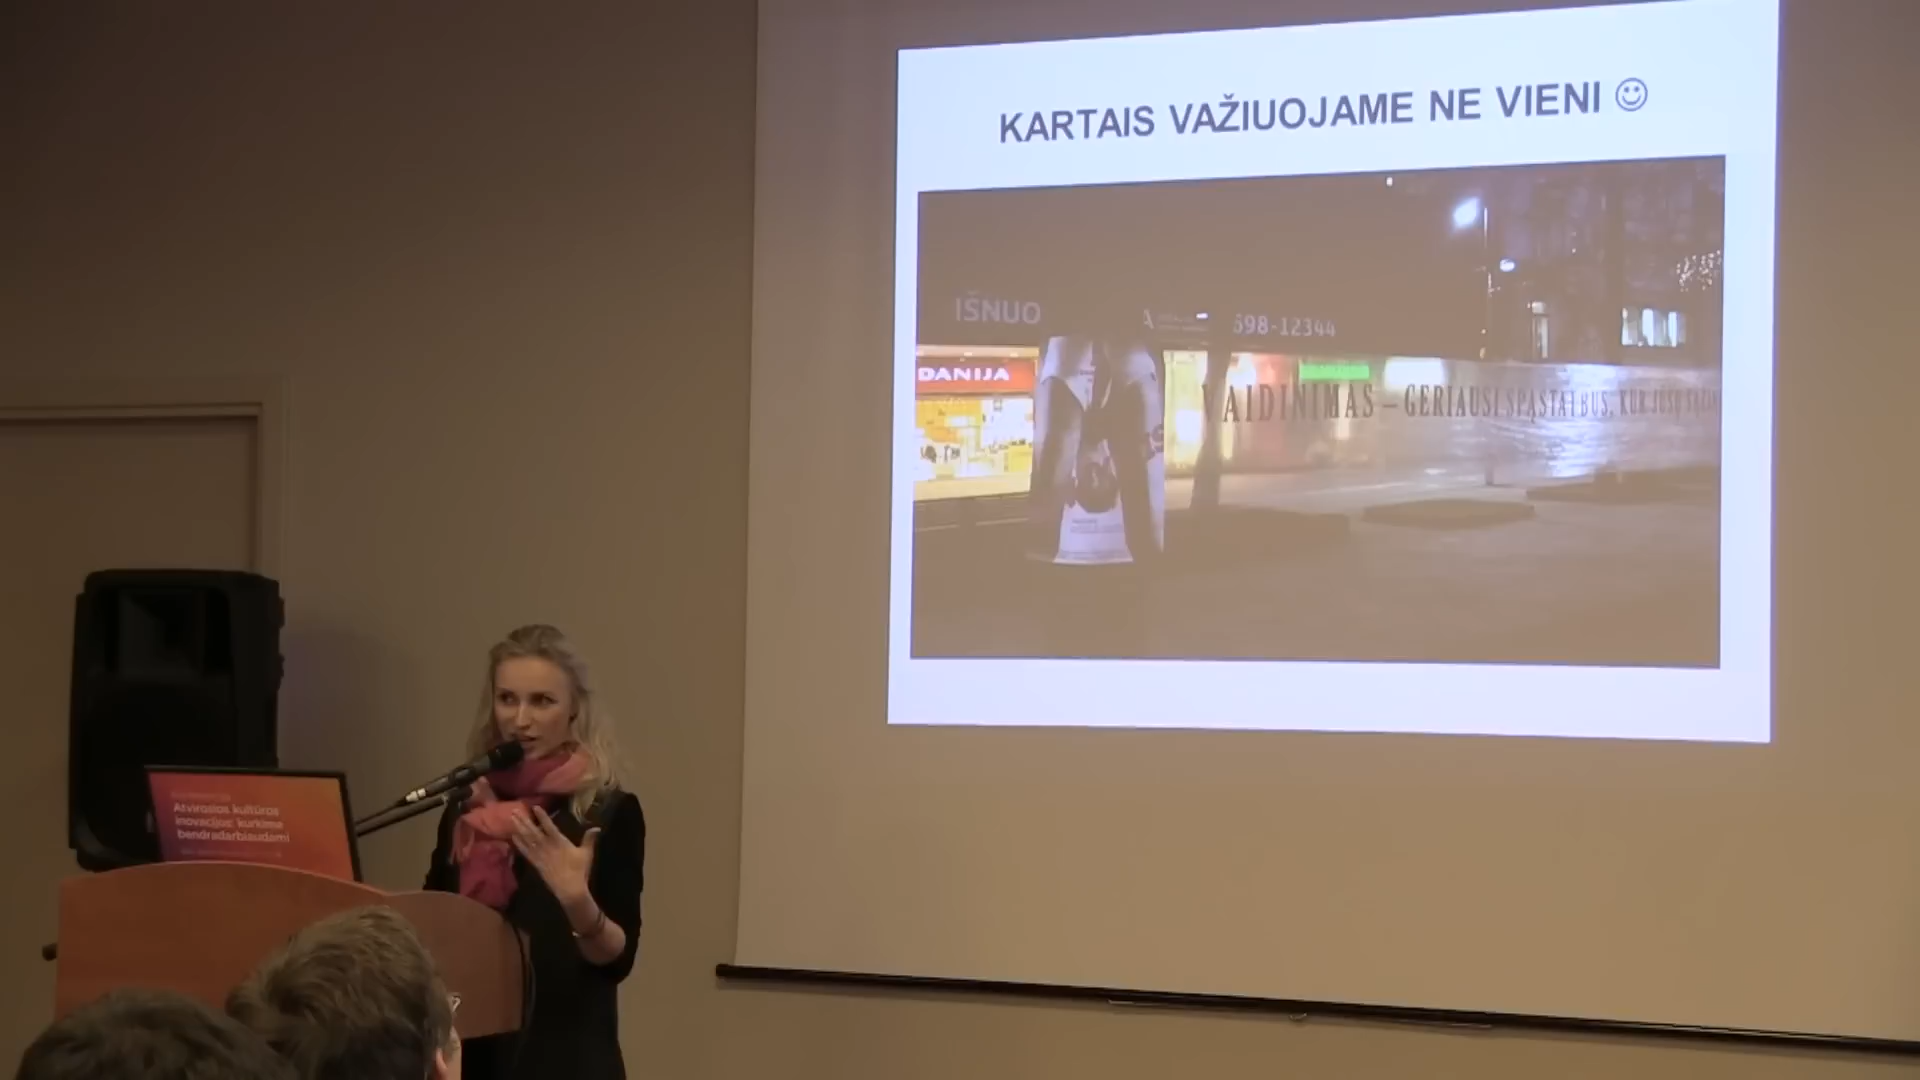 KARTAIS VAŽIUOJAME NE VIENI ☺
IŠNUO
A
698-12344
DANIJA
VAIDINIMAS – GERIAUSI SPĄSTAI BUS, KUR JŪSŲ
Atvirosios kultūros
inovacijos: kurkime
bendradarbiaudami